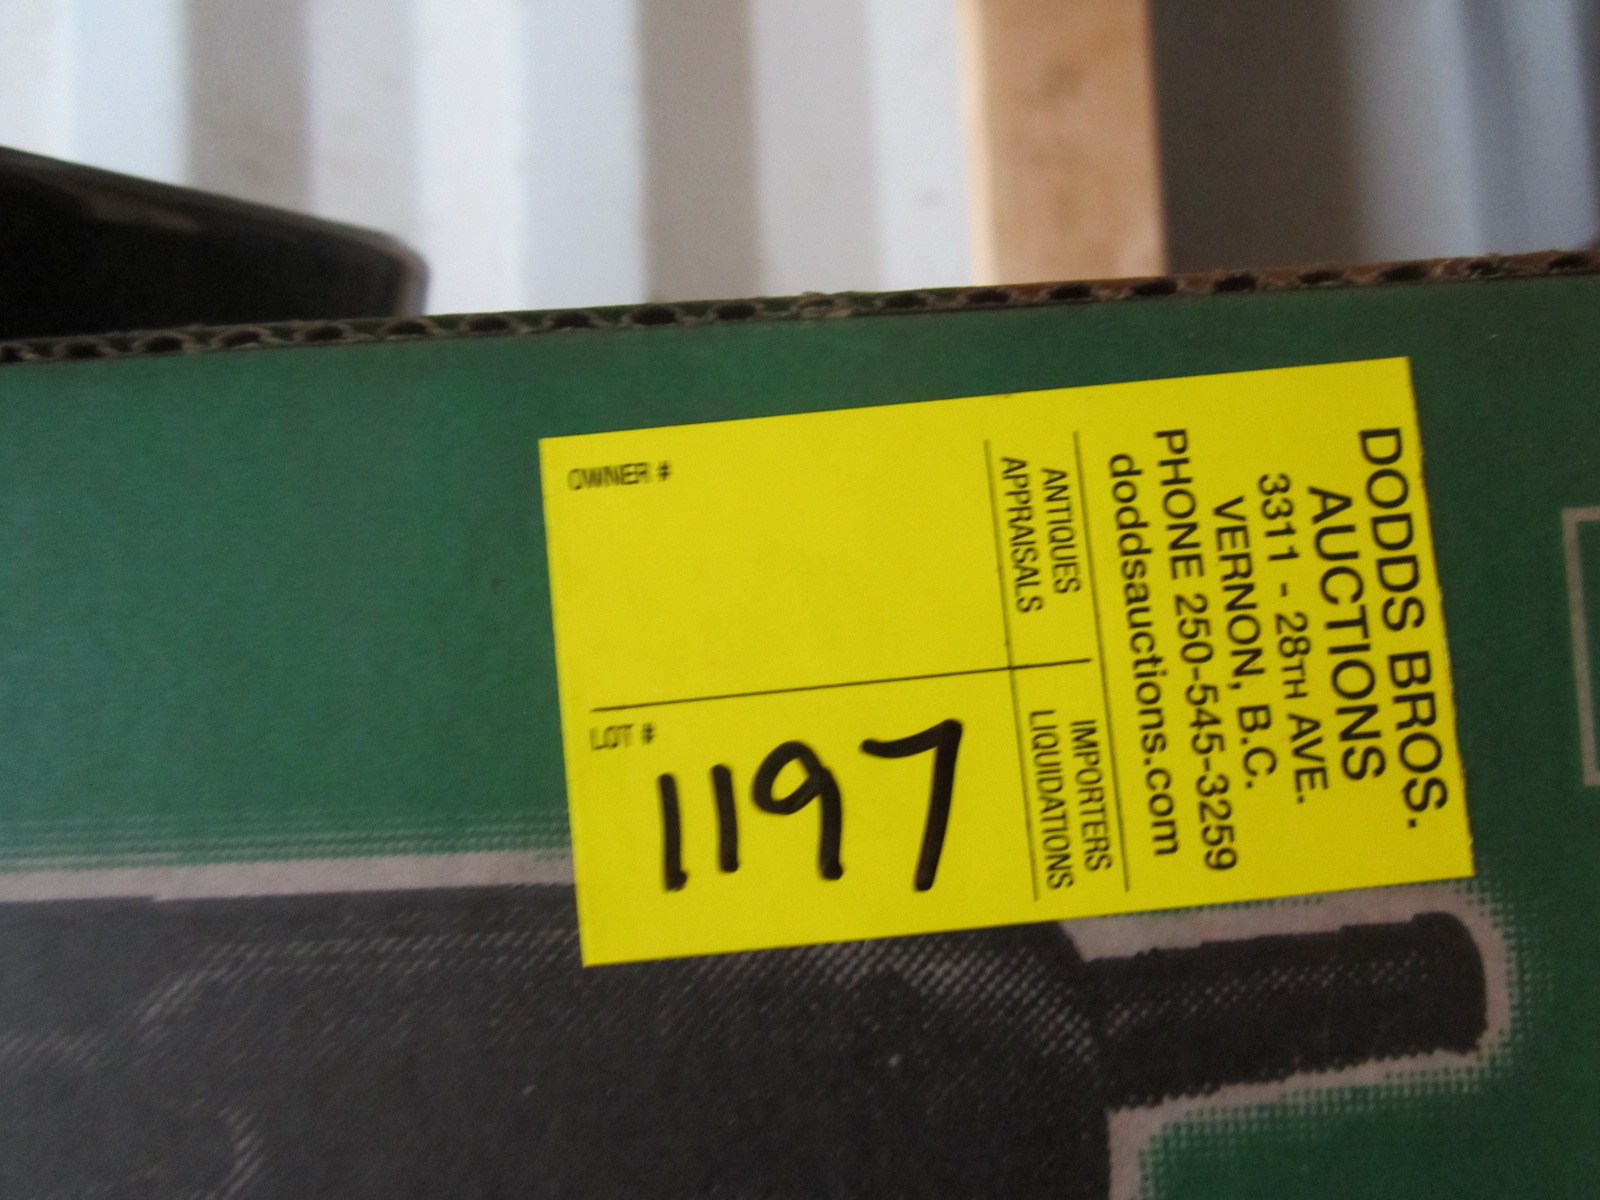 DODDS BROS.
AUCTIONS
3311 - 28TH AVE.
VERNON, B.C.
PHONE 250-545-3259
doddsauctions.com
ANTIQUES
APPRAISALS
IMPORTERS
LIQUIDATIONS
OWNER #
LOT #
1197